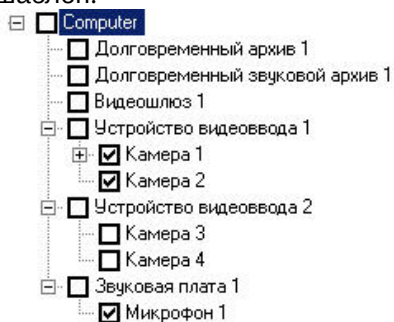 шаблон.
Computer
Долговременный архив 1
Долговременный звуковой архив 1
Видеошлюз 1
Устройство видеоввода 1
Камера 1
Камера 2
Устройство видеоввода 2
Камера 3
Камера 4
Звуковая плата 1
Микрофон 1